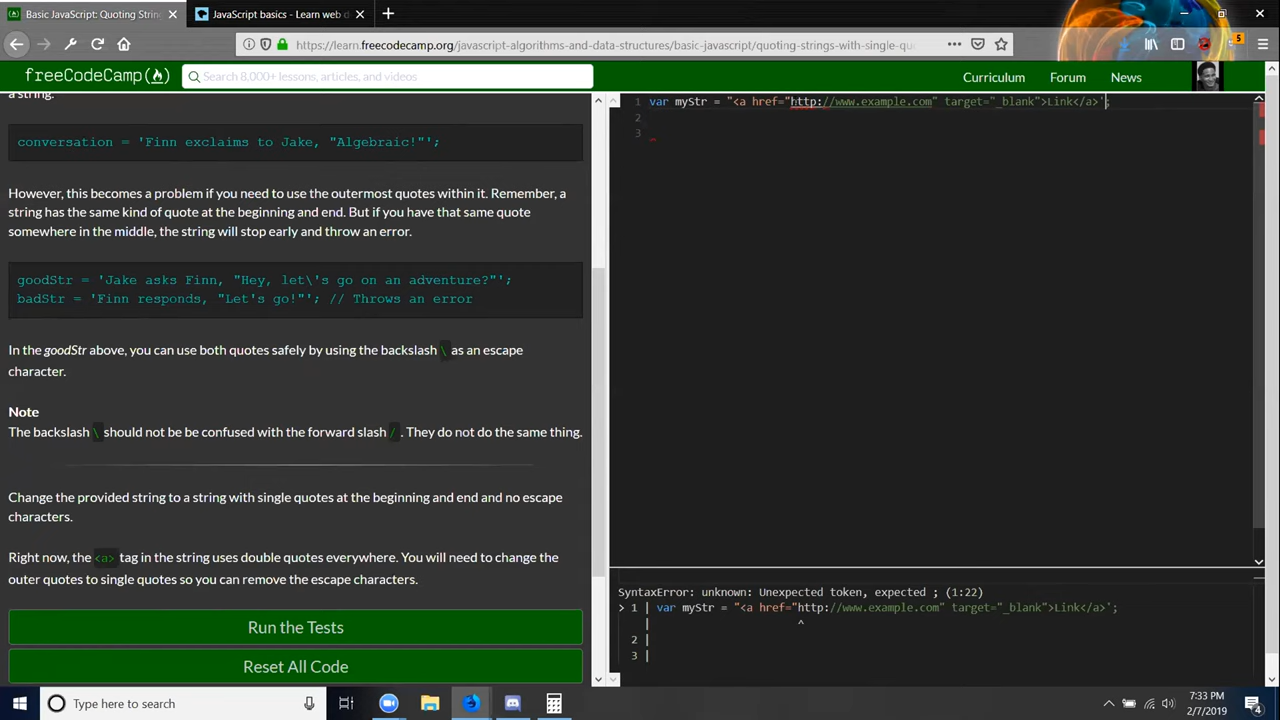 Basic JavaScript: Quoting String
JavaScript basics - Learn web d
https://learn.freecodecamp.org/javascript-algorithms-and-data-structures/basic-javascript/quoting-strings-with-single-qu
5
freeCodeCamp
Search 8,000+ lessons, articles, and videos
Curriculum
Forum
News
a string.
conversation = 'Finn exclaims to Jake, "Algebraic!"';
However, this becomes a problem if you need to use the outermost quotes within it. Remember, a
string has the same kind of quote at the beginning and end. But if you have that same quote
somewhere in the middle, the string will stop early and throw an error.
goodStr = 'Jake asks Finn, "Hey, let\'s go on an adventure?"';
badStr = 'Finn responds, "Let's go!"'; // Throws an error
In the goodStr above, you can use both quotes safely by using the backslash \ as an escape
character.
Note
The backslash \ should not be be confused with the forward slash / . They do not do the same thing.
Change the provided string to a string with single quotes at the beginning and end and no escape
characters.
Right now, the <a> tag in the string uses double quotes everywhere. You will need to change the
outer quotes to single quotes so you can remove the escape characters.
Run the Tests
Reset All Code
1 var myStr = "<a href="http://www.example.com" target="_blank">Link</a>';
2
3
SyntaxError: unknown: Unexpected token, expected ; (1:22)
> 1 | var myStr = "<a href="http://www.example.com" target="_blank">Link</a>';
| ^
2 |
3 |
Type here to search
7:33 PM
2/7/2019
4